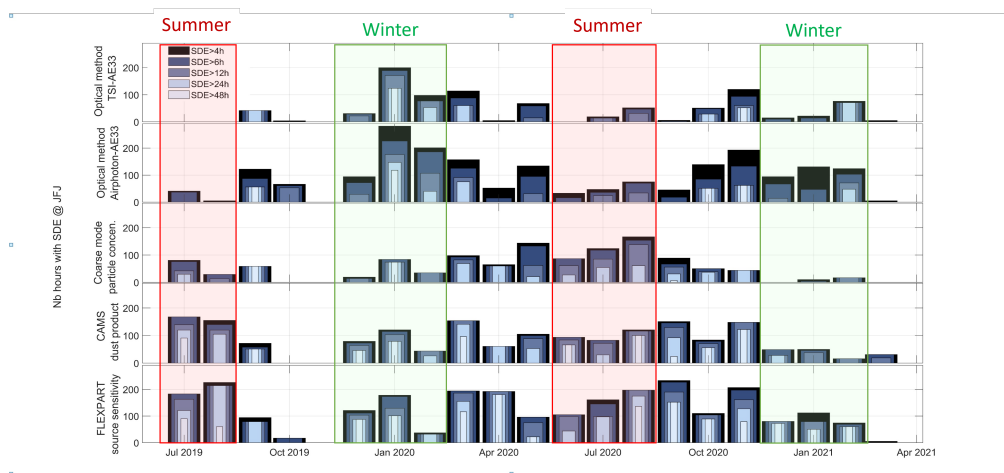 Summer
Winter
Summer
Winter
SDE>4h
SDE>6h
SDE>12h
SDE>24h
SDE>48h
Optical method
TSI-AE33
200
100
0
Optical method
Airphoton-AE33
200
100
0
Nb hours with SDE @ JFJ
Coarse mode
particle concen.
200
100
0
CAMS
dust product
200
100
0
FLEXPART
source sensitivity
200
100
0
Jul 2019
Oct 2019
Jan 2020
Apr 2020
Jul 2020
Oct 2020
Jan 2021
Apr 2021